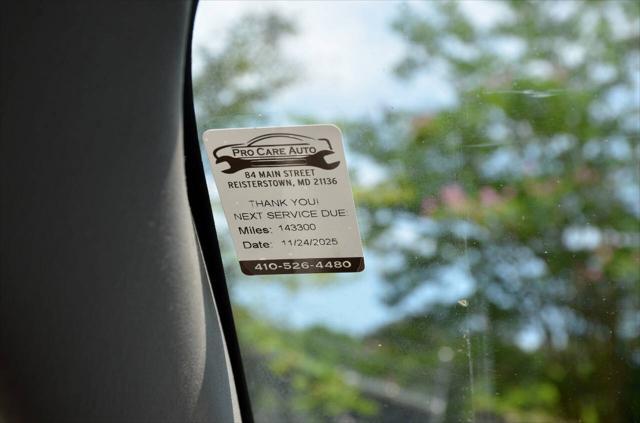 PRO CARE AUTO
84 MAIN STREET
REISTERSTOWN, MD 21136
THANK YOU!
NEXT SERVICE DUE:
Miles: 143300
Date: 11/24/2025
410-526-4480